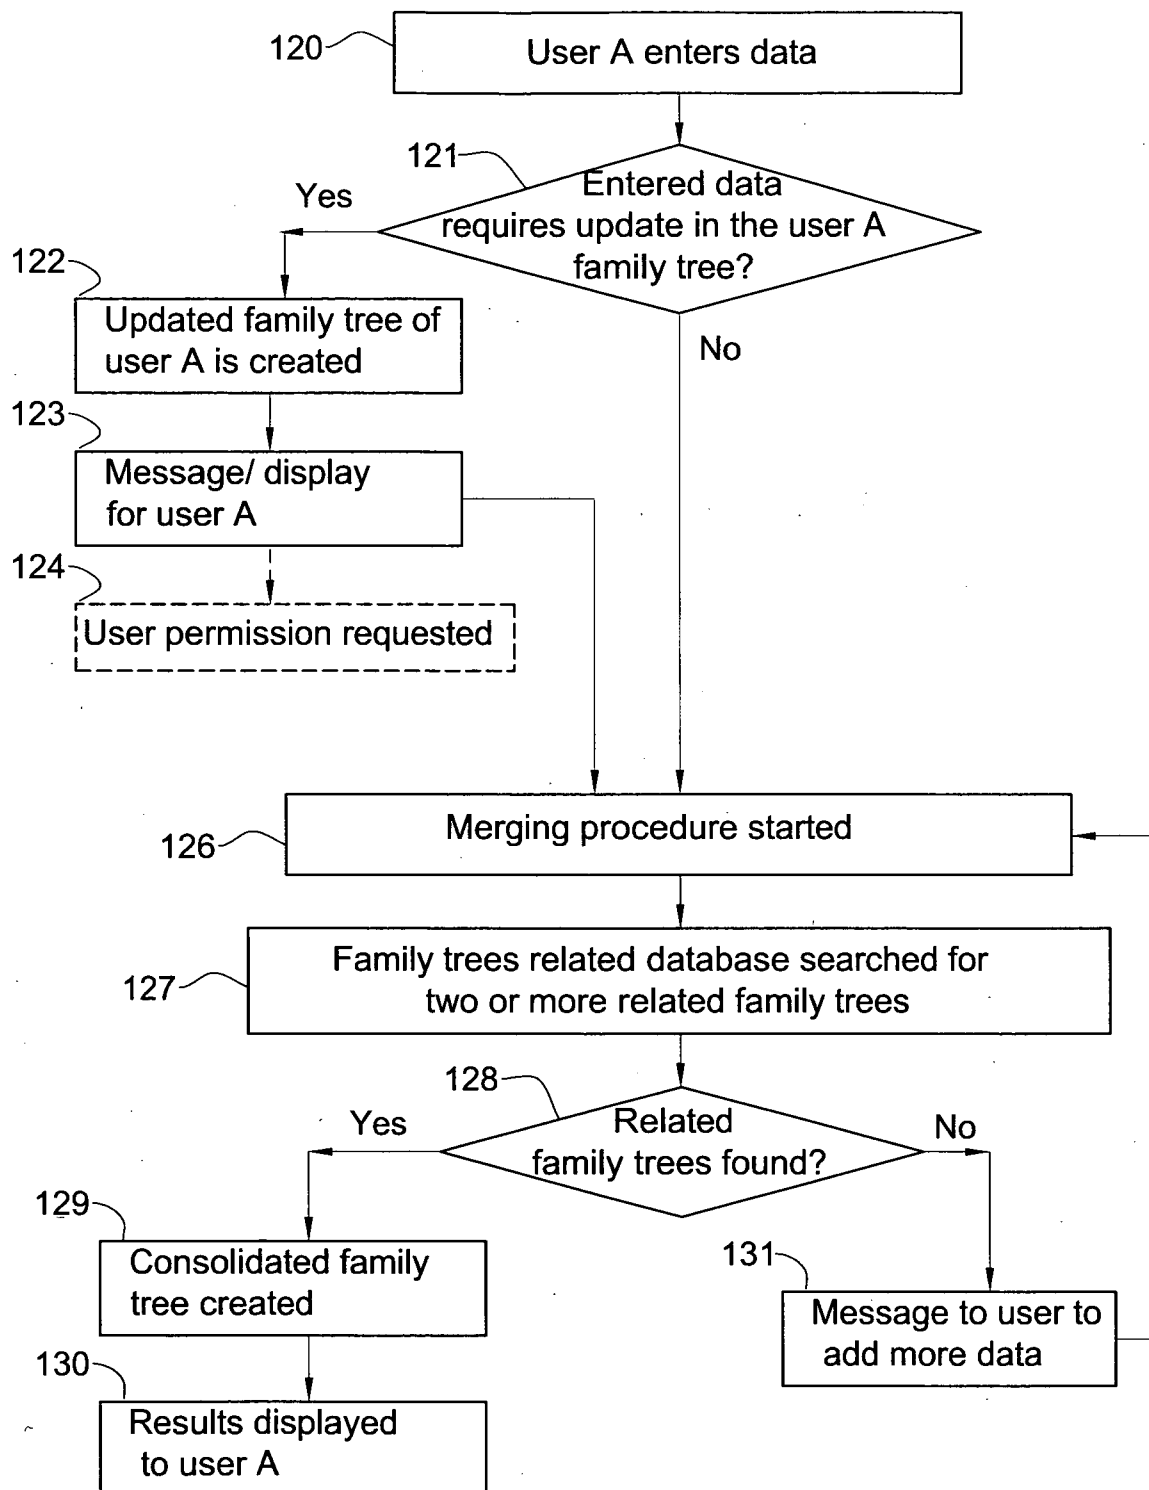 120
User A enters data
121
Entered data
requires update in the user A
family tree?
Yes
No
122
Updated family tree of
user A is created
123
Message/ display
for user A
124
User permission requested
126
Merging procedure started
127
Family trees related database searched for
two or more related family trees
128
Related
family trees found?
Yes
No
129
Consolidated family
tree created
131
Message to user to
add more data
130
Results displayed
to user A